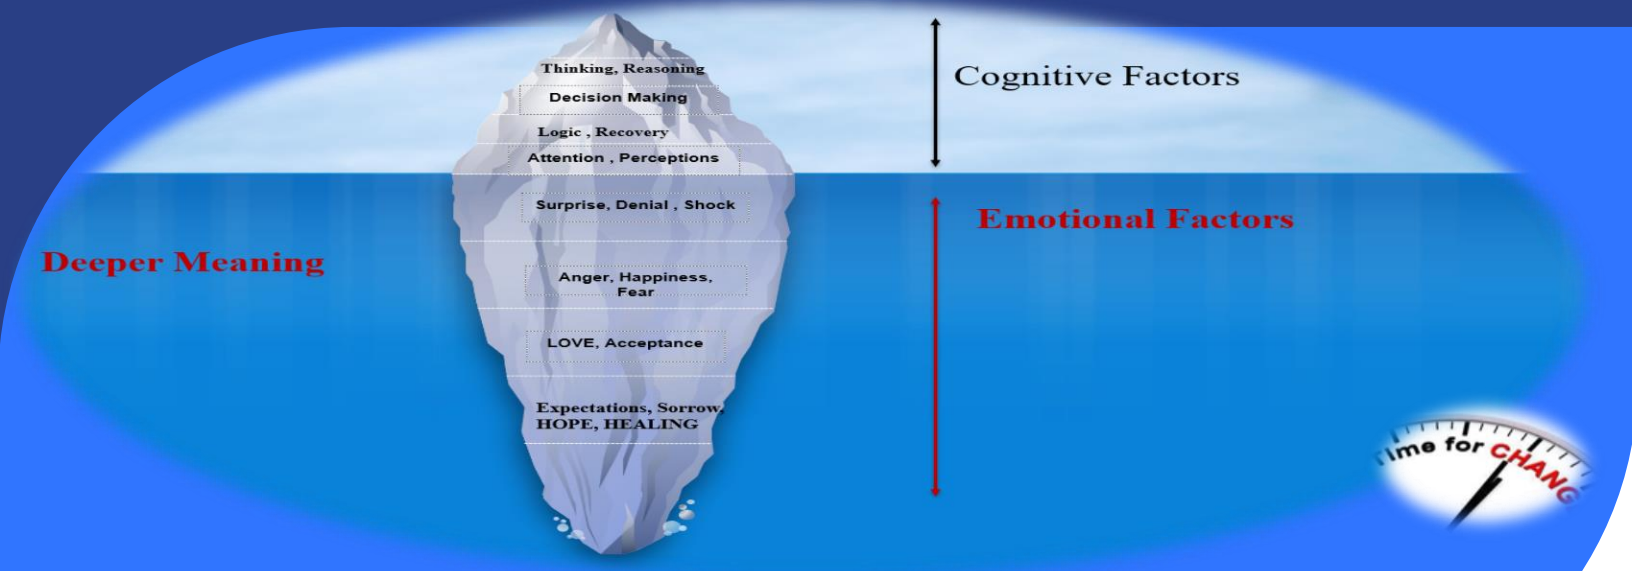 Thinking, Reasoning
Decision Making
Logic , Recovery
Attention , Perceptions
Cognitive Factors
Surprise, Denial , Shock
Emotional Factors
Deeper Meaning
Anger, Happiness,
Fear
LOVE, Acceptance
Expectations, Sorrow,
HOPE, HEALING
ime for CHANG